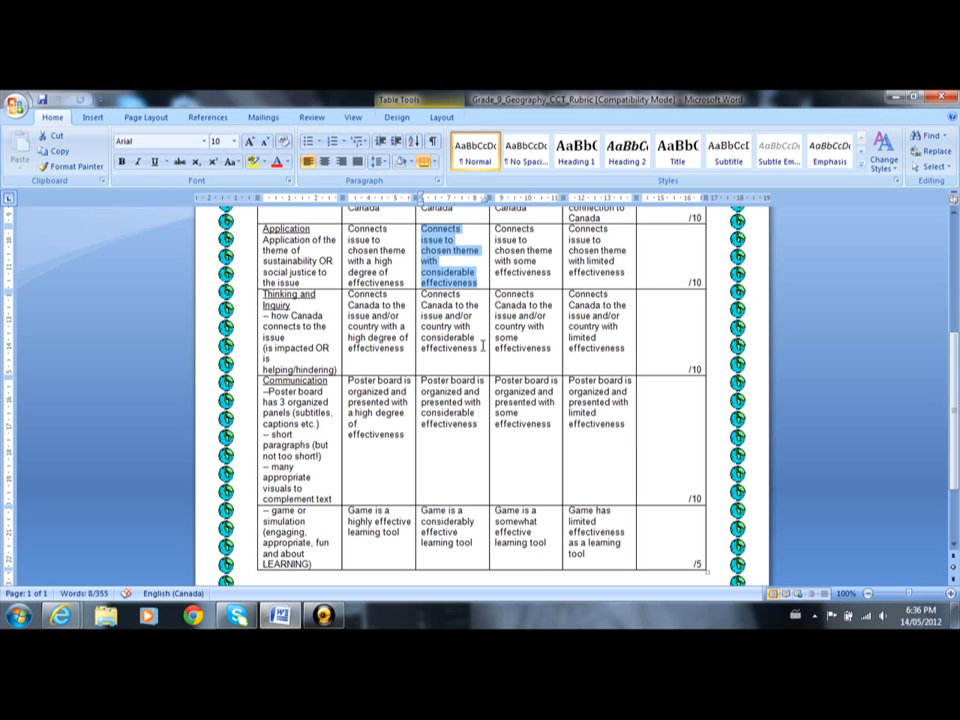 Table Tools
Grade_9_Geography_CCT_Rubric [Compatibility Mode] - Microsoft Word
Home Insert Page Layout References Mailings Review View Design Layout
Paste
Cut
Copy
Format Painter
Clipboard
Arial 10
B I U abc Aa
Font
Paragraph
AaBbCcDc AaBbCcDc AaBbC AaBbCc AaBbC AaBbCcI AaBbCcDc AaBbCcDc
¶ Normal ¶ No Spaci... Heading 1 Heading 2 Title Subtitle Subtle Em... Emphasis
Change
Styles
Styles
Find
Replace
Select
Editing
Canada Canada Canada connection to
Canada
/10
Application
Application of the
theme of
sustainability OR
social justice to
the issue
Connects
issue to
chosen theme
with a high
degree of
effectiveness
Connects
issue to
chosen theme
with
considerable
effectiveness
Connects
issue to
chosen theme
with some
effectiveness
Connects
issue to
chosen theme
with limited
effectiveness
/10
Thinking and
Inquiry
-- how Canada
connects to the
issue
(is impacted OR
is
helping/hindering)
Connects
Canada to the
issue and/or
country with a
high degree of
effectiveness
Connects
Canada to the
issue and/or
country with
considerable
effectiveness
Connects
Canada to the
issue and/or
country with
some
effectiveness
Connects
Canada to the
issue and/or
country with
limited
effectiveness
/10
Communication
--Poster board
has 3 organized
panels (subtitles,
captions etc.)
-- short
paragraphs (but
not too short!)
-- many
appropriate
visuals to
complement text
Poster board is
organized and
presented with
a high degree
of
effectiveness
Poster board is
organized and
presented with
considerable
effectiveness
Poster board is
organized and
presented with
some
effectiveness
Poster board is
organized and
presented with
limited
effectiveness
/10
-- game or
simulation
(engaging,
appropriate, fun
and about
LEARNING)
Game is a
highly effective
learning tool
Game is a
considerably
effective
learning tool
Game is a
somewhat
effective
learning tool
Game has
limited
effectiveness
as a learning
tool
/5
Page: 1 of 1 Words: 8/355 English (Canada) 100%
6:36 PM
14/05/2012